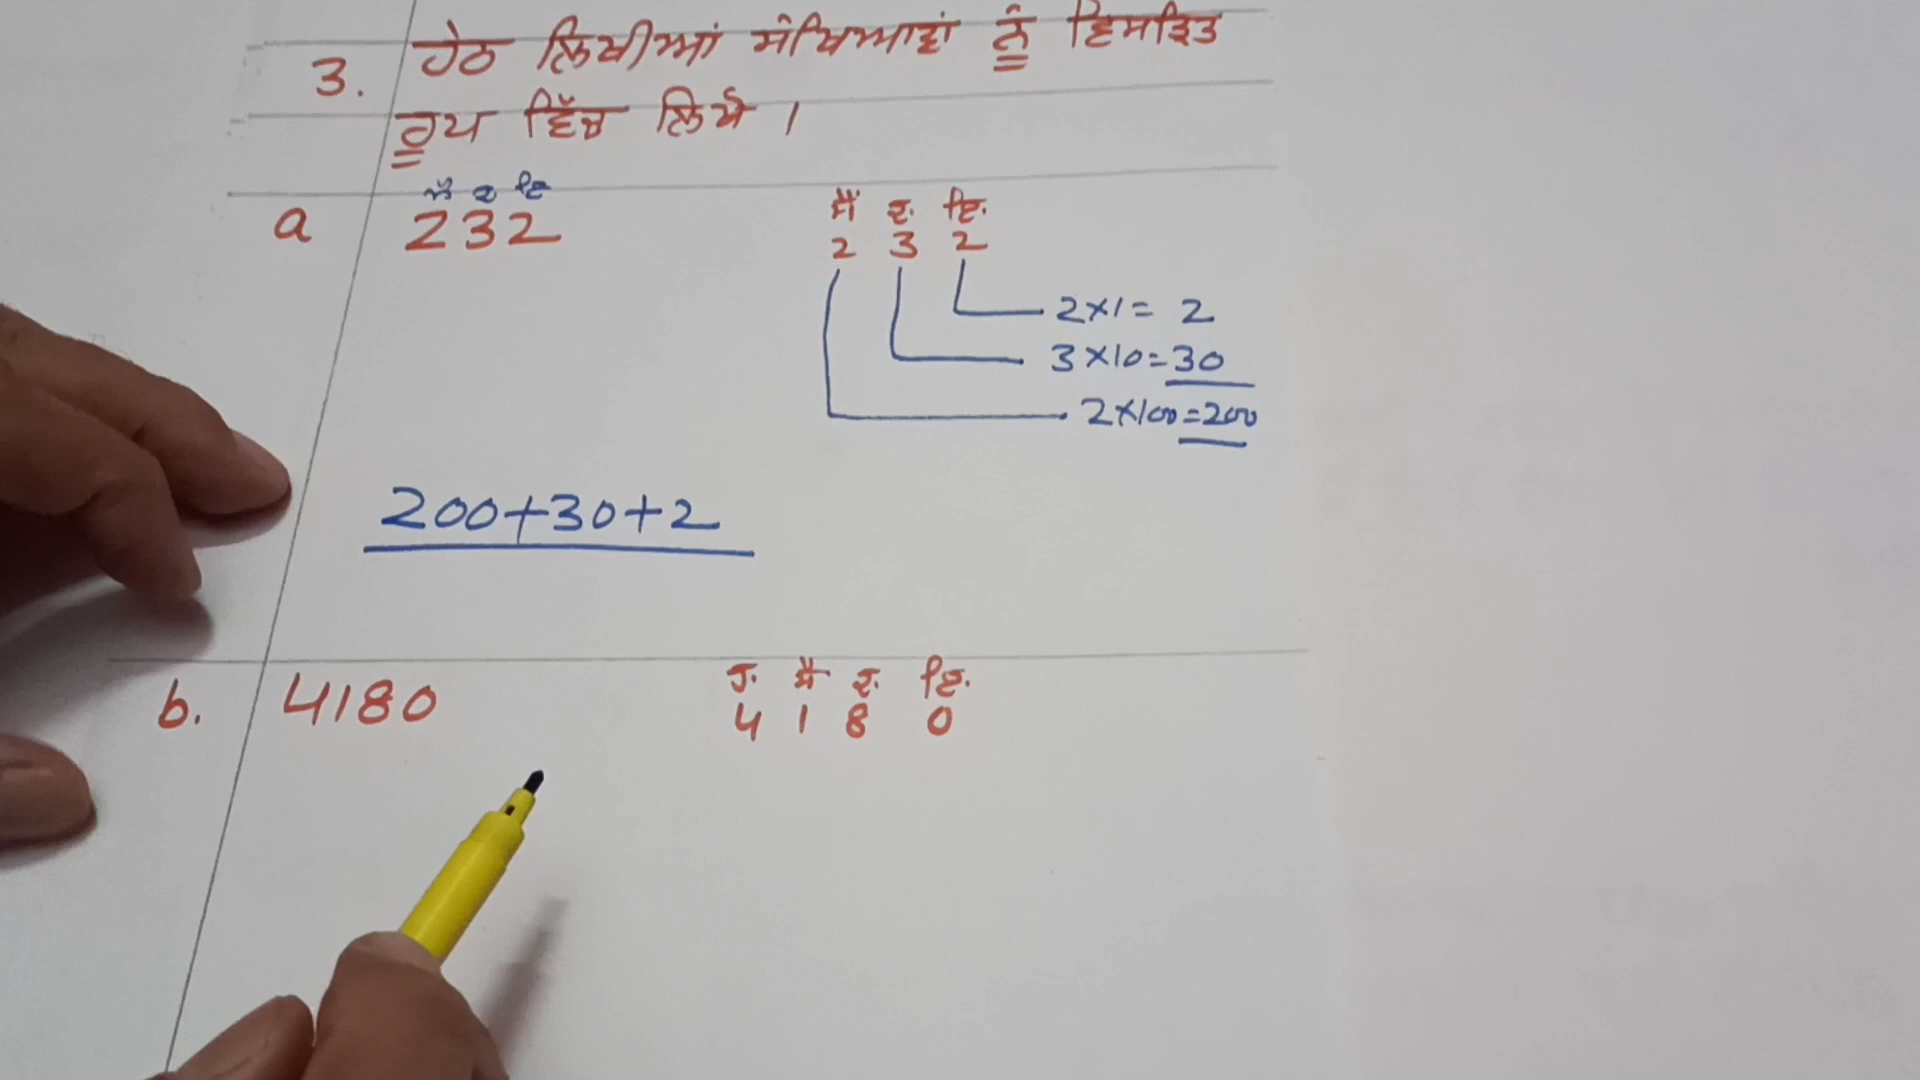 3. ਹੇਠ ਲਿਖੀਆਂ ਸੰਖਿਆਵਾਂ ਨੂੰ ਵਿਸਤ੍ਰਿਤ
ਰੂਪ ਵਿੱਚ ਲਿਖੋ ।
ਸੈਂ ਦ ਇ
a 232
ਸੈਂ ਦ. ਇ.
2 3 2
2×1= 2
3×10=30
2×100=200
200+30+2
b. 4180
ਹ. ਸੈਂ ਦ. ਇ.
4 1 8 0